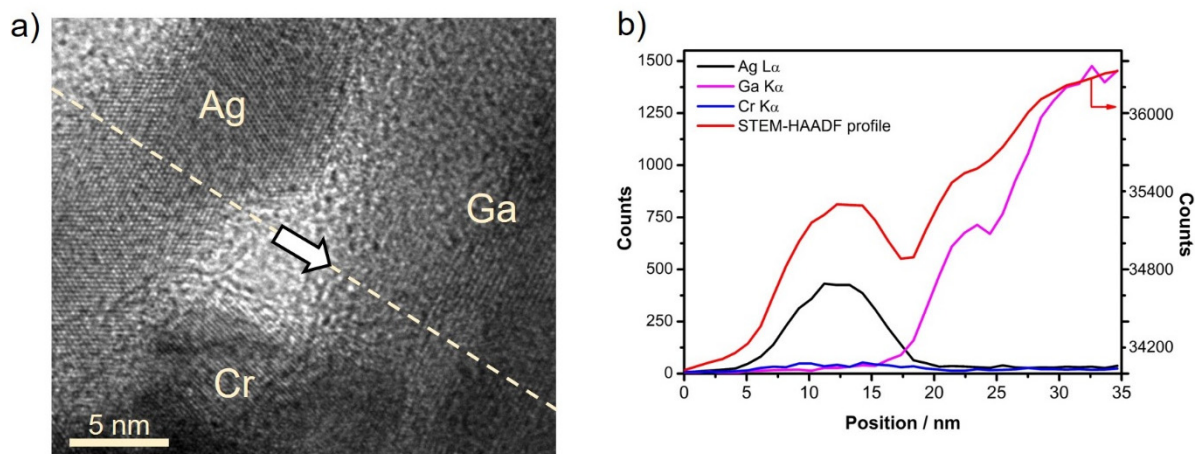 a)
Ag
Ga
Cr
5 nm
b)
1500
1250
1000
750
500
250
0
Counts
Ag Lα
Ga Kα
Cr Kα
STEM-HAADF profile
36000
35400
34800
34200
Counts
0 5 10 15 20 25 30 35
Position / nm